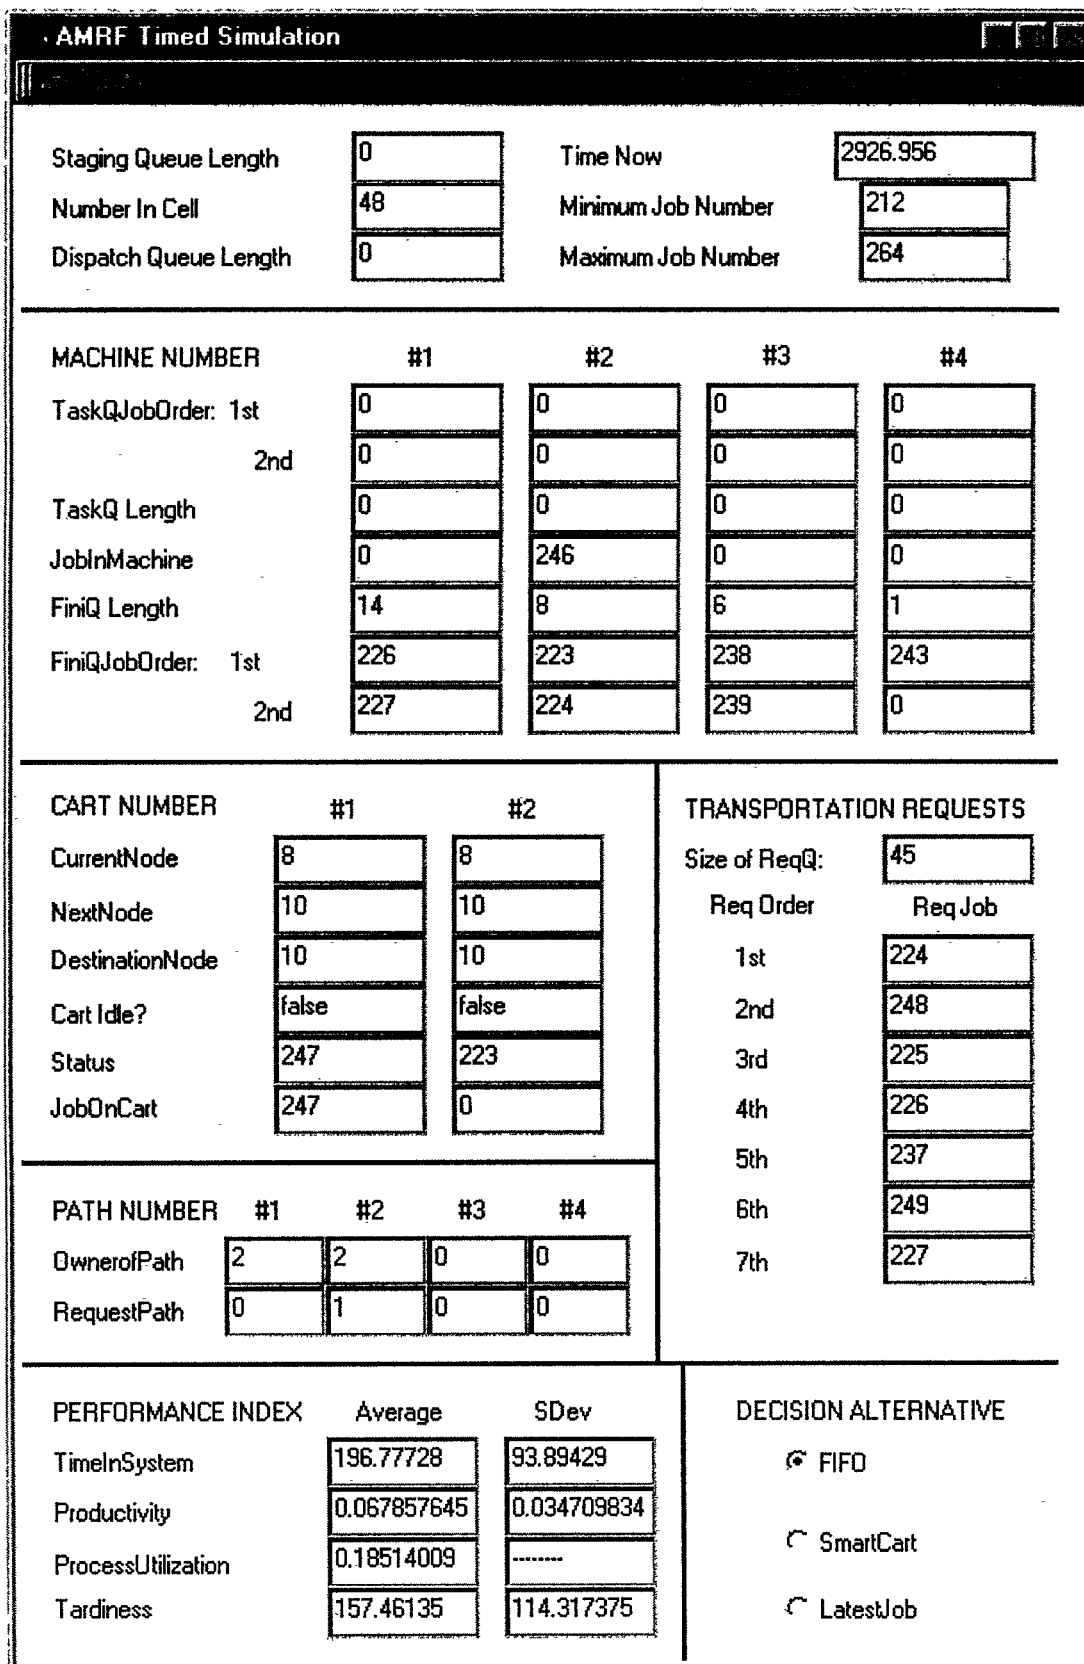 AMRF Timed Simulation
Staging Queue Length 0 Time Now 2926.956
Number In Cell 48 Minimum Job Number 212
Dispatch Queue Length 0 Maximum Job Number 264
MACHINE NUMBER #1 #2 #3 #4
TaskQJobOrder: 1st 0 0 0 0
2nd 0 0 0 0
TaskQ Length 0 0 0 0
JobInMachine 0 246 0 0
FiniQ Length 14 8 6 1
FiniQJobOrder: 1st 226 223 238 243
2nd 227 224 239 0
CART NUMBER #1 #2
CurrentNode 8 8
NextNode 10 10
DestinationNode 10 10
Cart Idle? false false
Status 247 223
JobOnCart 247 0
TRANSPORTATION REQUESTS
Size of ReqQ: 45
Req Order Req Job
1st 224
2nd 248
3rd 225
4th 226
5th 237
6th 249
7th 227
PATH NUMBER #1 #2 #3 #4
OwnerofPath 2 2 0 0
RequestPath 0 1 0 0
PERFORMANCE INDEX Average SDev
TimeInSystem 196.77728 93.89429
Productivity 0.067857645 0.034709834
ProcessUtilization 0.18514009 --------
Tardiness 157.46135 114.317375
DECISION ALTERNATIVE
FIFO
SmartCart
LatestJob